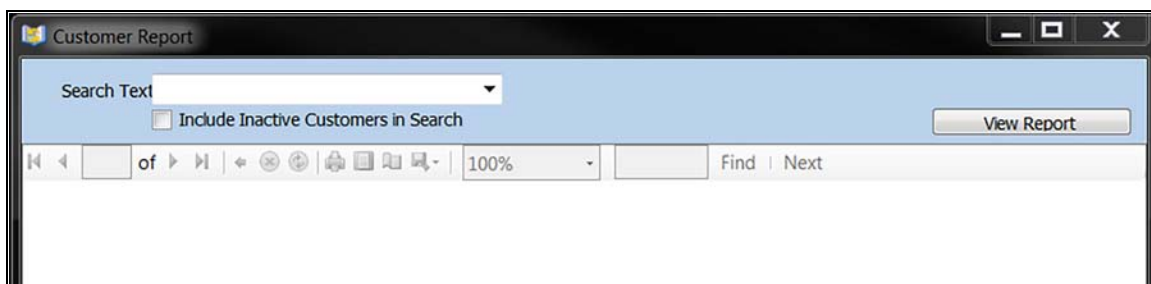 Customer Report
Search Text
Include Inactive Customers in Search
View Report
of 100% Find Next